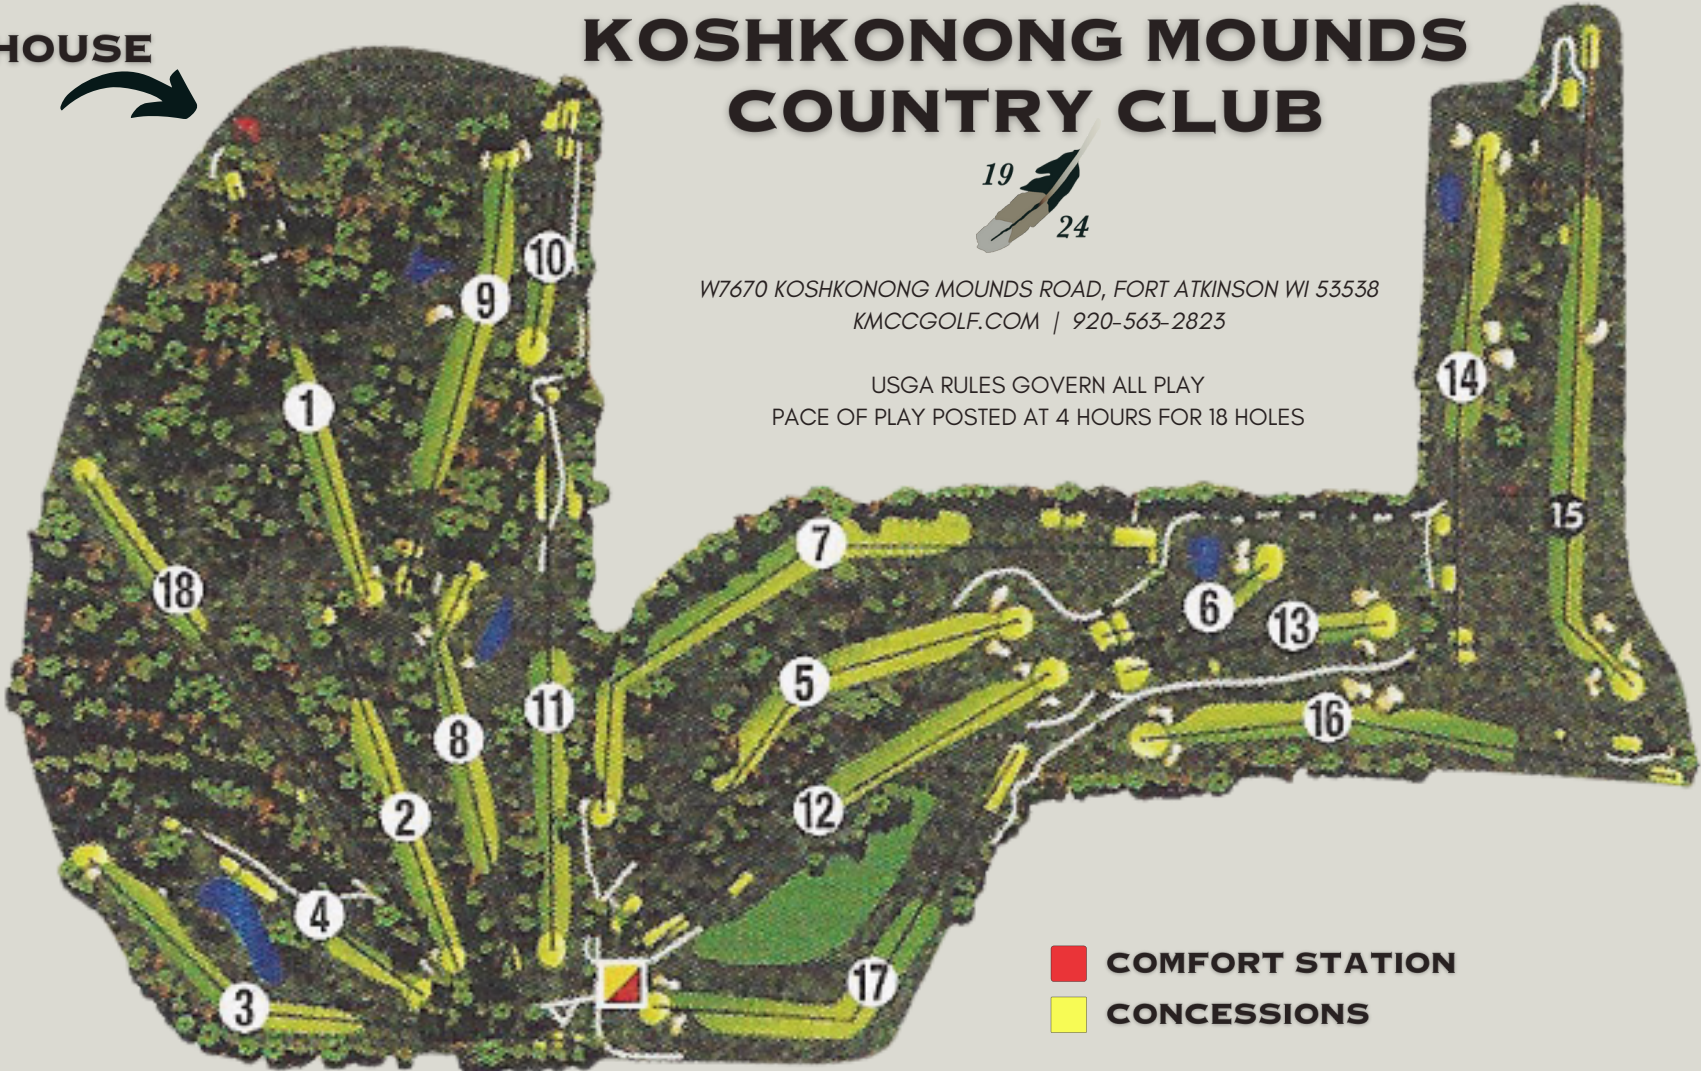 HOUSE
KOSHKONONG MOUNDS
COUNTRY CLUB
19
24
W7670 KOSHKONONG MOUNDS ROAD, FORT ATKINSON WI 53538
KMCCGOLF.COM | 920-563-2823
USGA RULES GOVERN ALL PLAY
PACE OF PLAY POSTED AT 4 HOURS FOR 18 HOLES
10
9
1
14
15
18
7
6
13
5
11
8
16
2
12
4
17
3
COMFORT STATION
CONCESSIONS